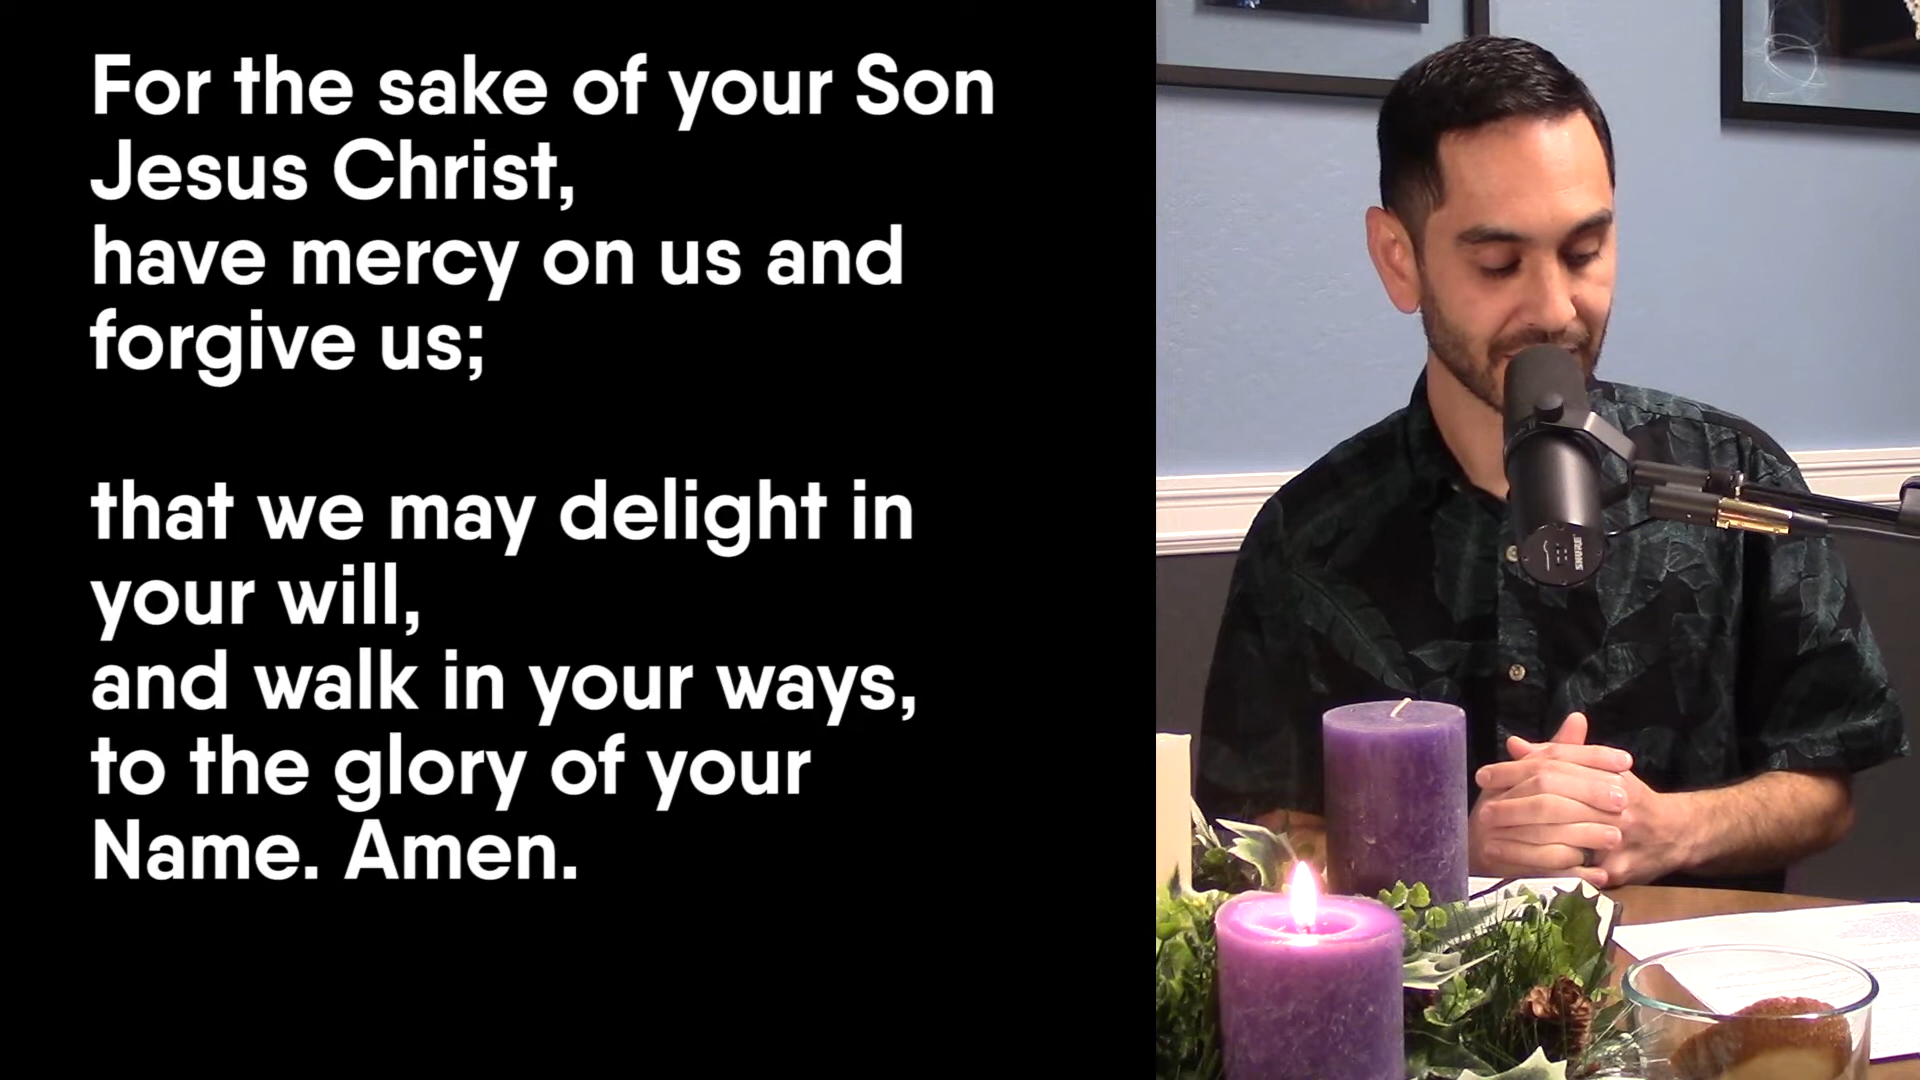 For the sake of your Son
Jesus Christ,
have mercy on us and
forgive us;
that we may delight in
your will,
and walk in your ways,
to the glory of your
Name. Amen.
SHURE